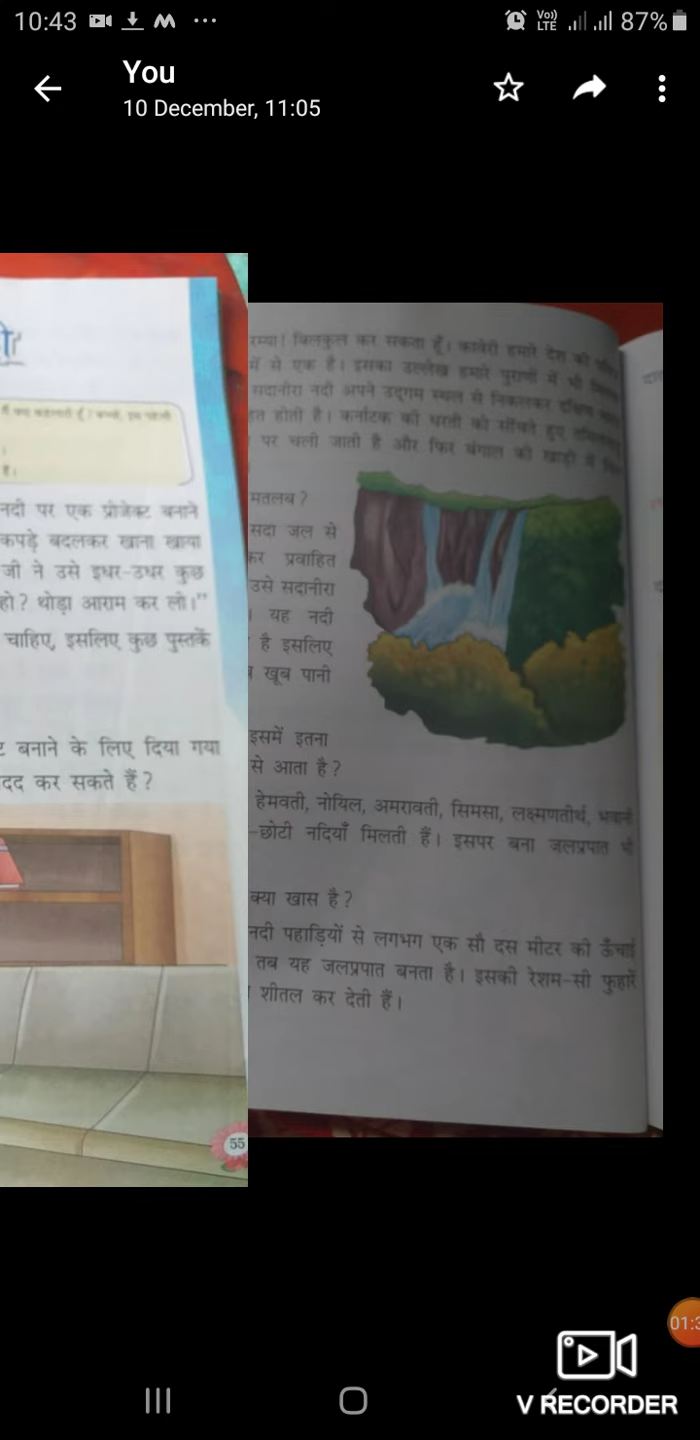 10:43
Vo) LTE
87%
You
10 December, 11:05
नदी पर एक प्रोजेक्ट बनाने
कपड़े बदलकर खाना खाया
जी ने उसे इधर-उधर कुछ
हो? थोड़ा आराम कर लो।"
चाहिए, इसलिए कुछ पुस्तकें
बनाने के लिए दिया गया
दद कर सकते हैं?
55
रम्या! बिलकुल कर सकता हूँ। कावेरी हमारे देश की
में से एक है। इसका उल्लेख हमारे पुराणों में भी
सदानीरा नदी अपने उद्गम स्थल से निकलकर दक्षिण
होती है। कर्नाटक की धरती को सींचते हुए
पर चली जाती है और फिर बंगाल की खाड़ी में
मतलब?
सदा जल से
कर प्रवाहित
उसे सदानीरा
यह नदी
है इसलिए
खूब पानी
इसमें इतना
से आता है?
हेमवती, नोयिल, अमरावती, सिमसा, लक्ष्मणतीर्थ, भवानी
-छोटी नदियाँ मिलती हैं। इसपर बना जलप्रपात भी
क्या खास है?
नदी पहाड़ियों से लगभग एक सौ दस मीटर की ऊँचाई
तब यह जलप्रपात बनता है। इसकी रेशम-सी फुहारें
शीतल कर देती हैं।
01:3
V RECORDER